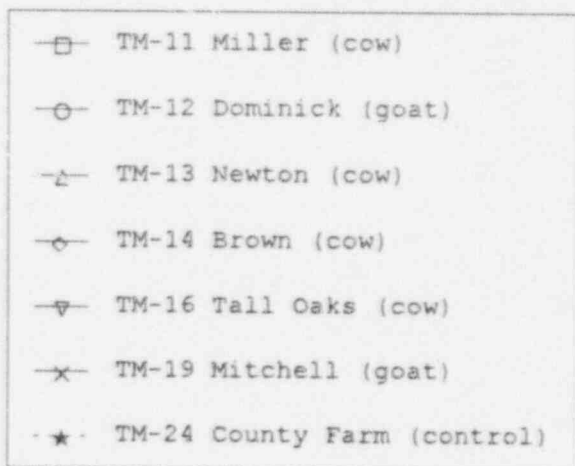 TM-11 Miller (cow)
TM-12 Dominick (goat)
TM-13 Newton (cow)
TM-14 Brown (cow)
TM-16 Tall Oaks (cow)
TM-19 Mitchell (goat)
TM-24 County Farm (control)